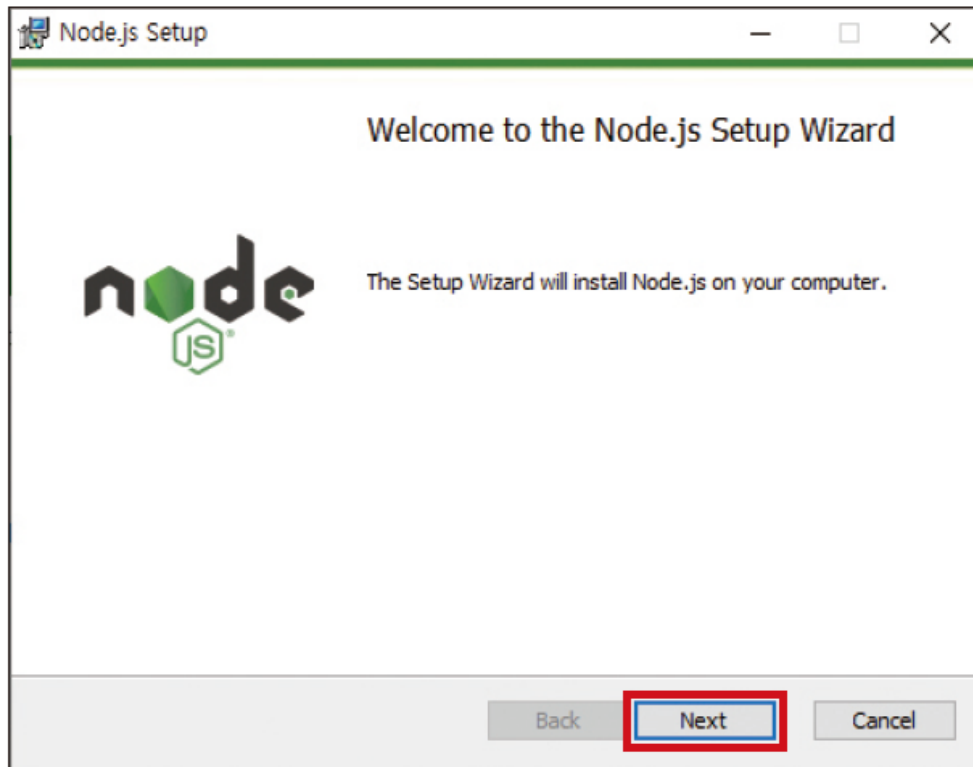 Node.js Setup
Welcome to the Node.js Setup Wizard
The Setup Wizard will install Node.js on your computer.
node
JS®
Back
Next
Cancel